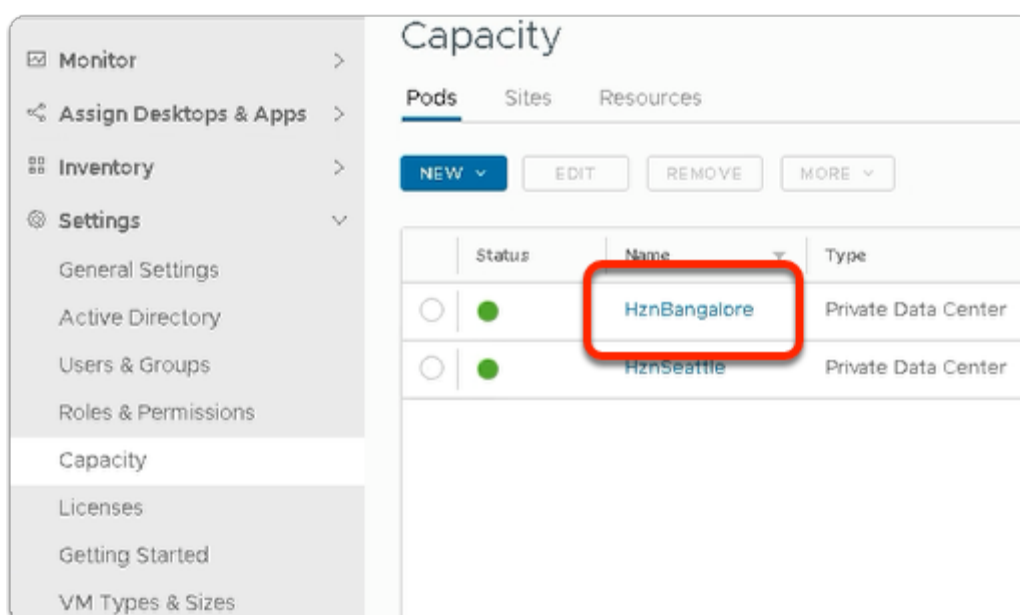 Monitor
Assign Desktops & Apps
Inventory
Settings
General Settings
Active Directory
Users & Groups
Roles & Permissions
Capacity
Licenses
Getting Started
VM Types & Sizes
Capacity
Pods Sites Resources
NEW EDIT REMOVE MORE
Status Name Type
HznBangalore Private Data Center
HznSeattle Private Data Center